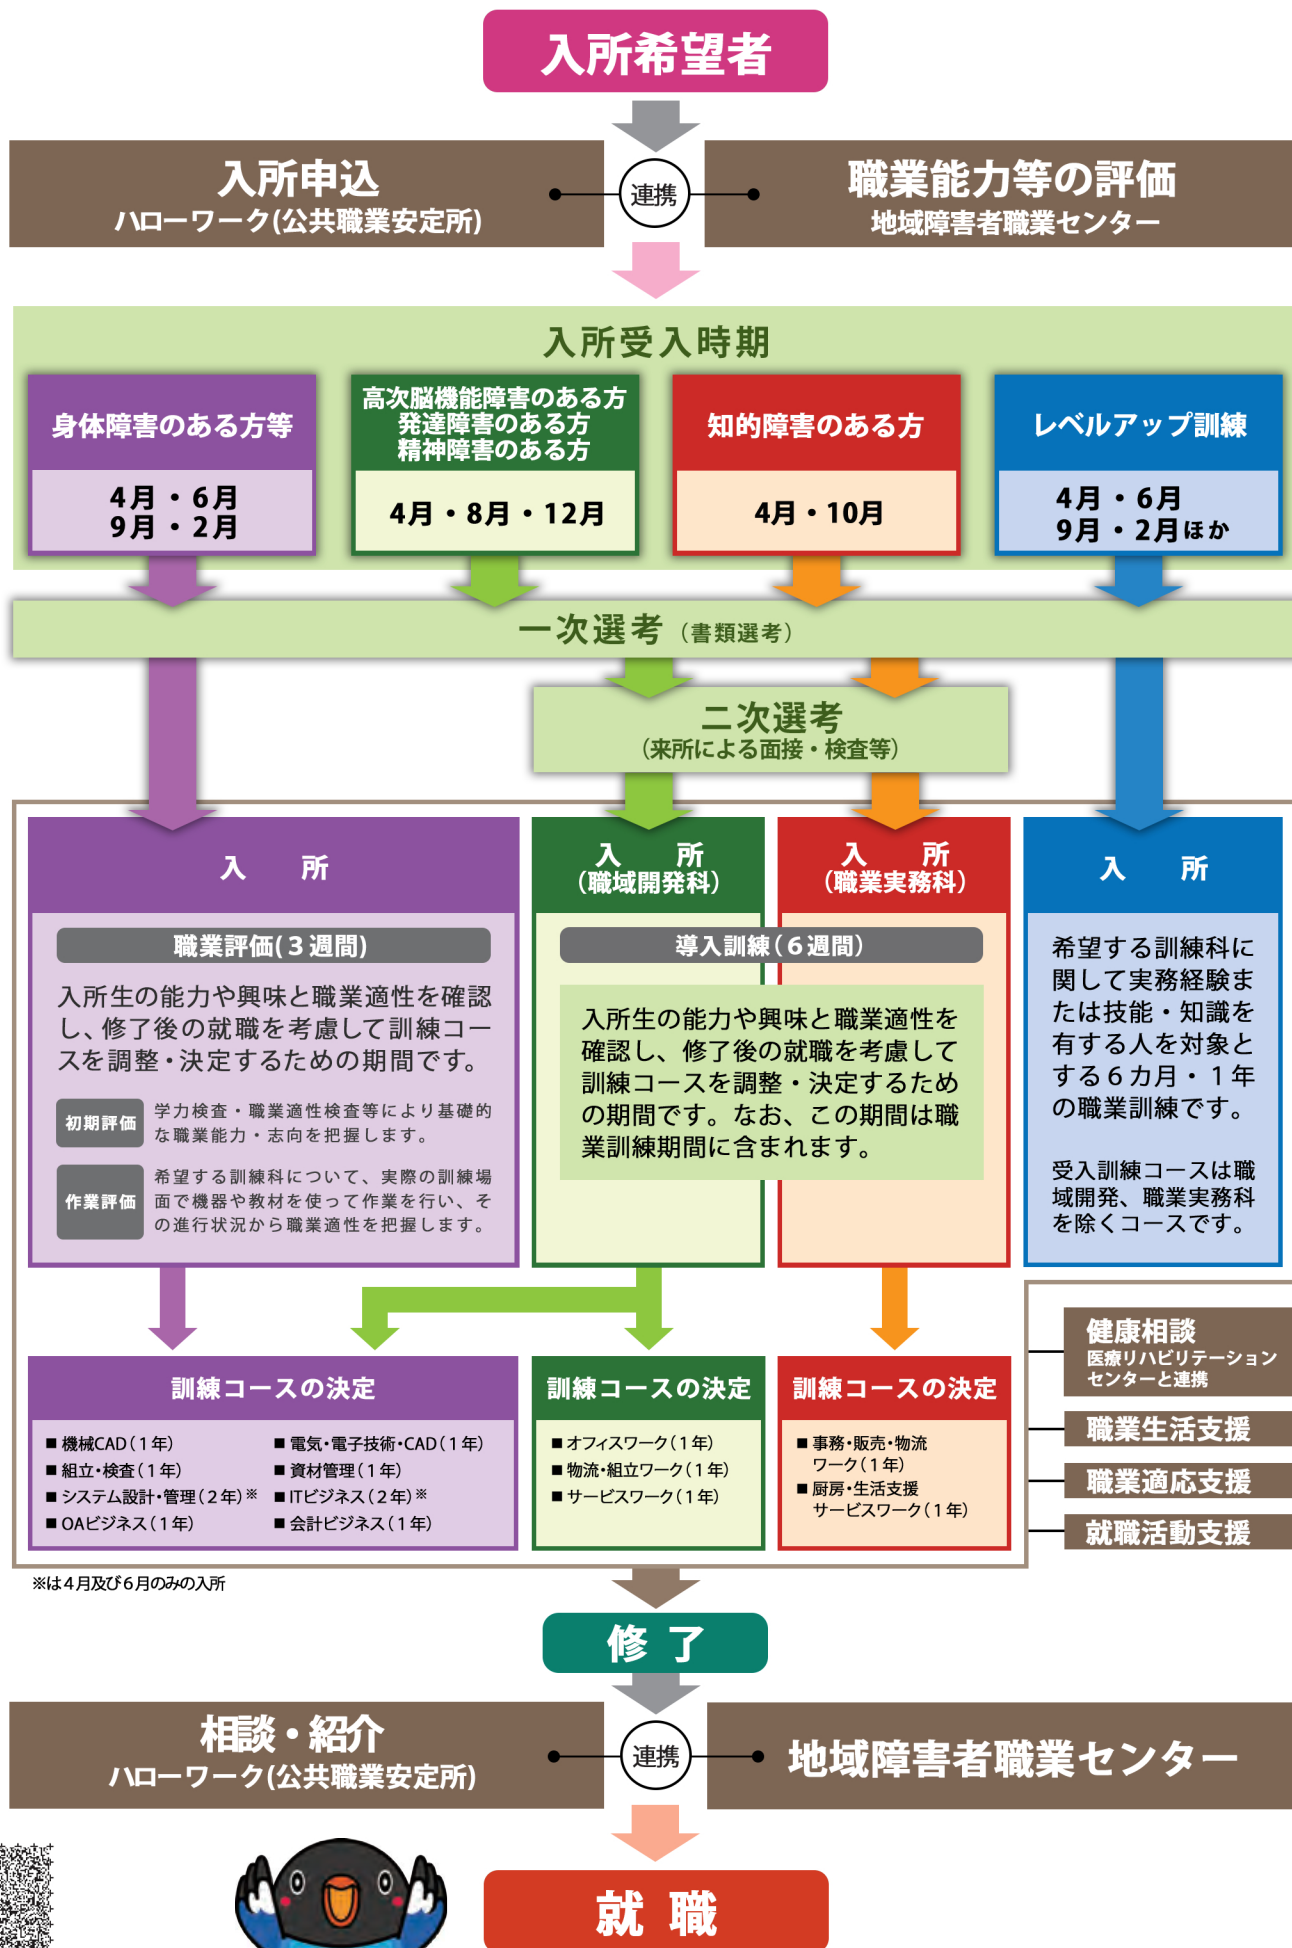 入所希望者
入所申込
ハローワーク(公共職業安定所)
連携
職業能力等の評価
地域障害者職業センター
入所受入時期
身体障害のある方等
4月・6月
9月・2月
高次脳機能障害のある方
発達障害のある方
精神障害のある方
4月・8月・12月
知的障害のある方
4月・10月
レベルアップ訓練
4月・6月
9月・2月ほか
一次選考（書類選考）
二次選考
（来所による面接・検査等）
入　所
職業評価(3週間)
入所生の能力や興味と職業適性を確認
し、修了後の就職を考慮して訓練コー
スを調整・決定するための期間です。
初期評価
学力検査・職業適性検査等により基礎的
な職業能力・志向を把握します。
作業評価
希望する訓練科について、実際の訓練場
面で機器や教材を使って作業を行い、そ
の進行状況から職業適性を把握します。
入　所
（職域開発科）
入　所
（職業実務科）
導入訓練（6週間）
入所生の能力や興味と職業適性を
確認し、修了後の就職を考慮して
訓練コースを調整・決定するため
の期間です。なお、この期間は職
業訓練期間に含まれます。
入　所
希望する訓練科に
関して実務経験ま
たは技能・知識を
有する人を対象と
する6カ月・1年
の職業訓練です。
受入訓練コースは職
域開発、職業実務科
を除くコースです。
訓練コースの決定
■ 機械CAD（1年）
■ 組立・検査（1年）
■ システム設計・管理（2年）※
■ OAビジネス（1年）
■ 電気・電子技術・CAD（1年）
■ 資材管理（1年）
■ ITビジネス（2年）※
■ 会計ビジネス（1年）
訓練コースの決定
■ オフィスワーク（1年）
■ 物流・組立ワーク（1年）
■ サービスワーク（1年）
訓練コースの決定
■ 事務・販売・物流
ワーク（1年）
■ 厨房・生活支援
サービスワーク（1年）
健康相談
医療リハビリテーション
センターと連携
職業生活支援
職業適応支援
就職活動支援
※は4月及び6月のみの入所
修了
相談・紹介
ハローワーク(公共職業安定所)
連携
地域障害者職業センター
就職